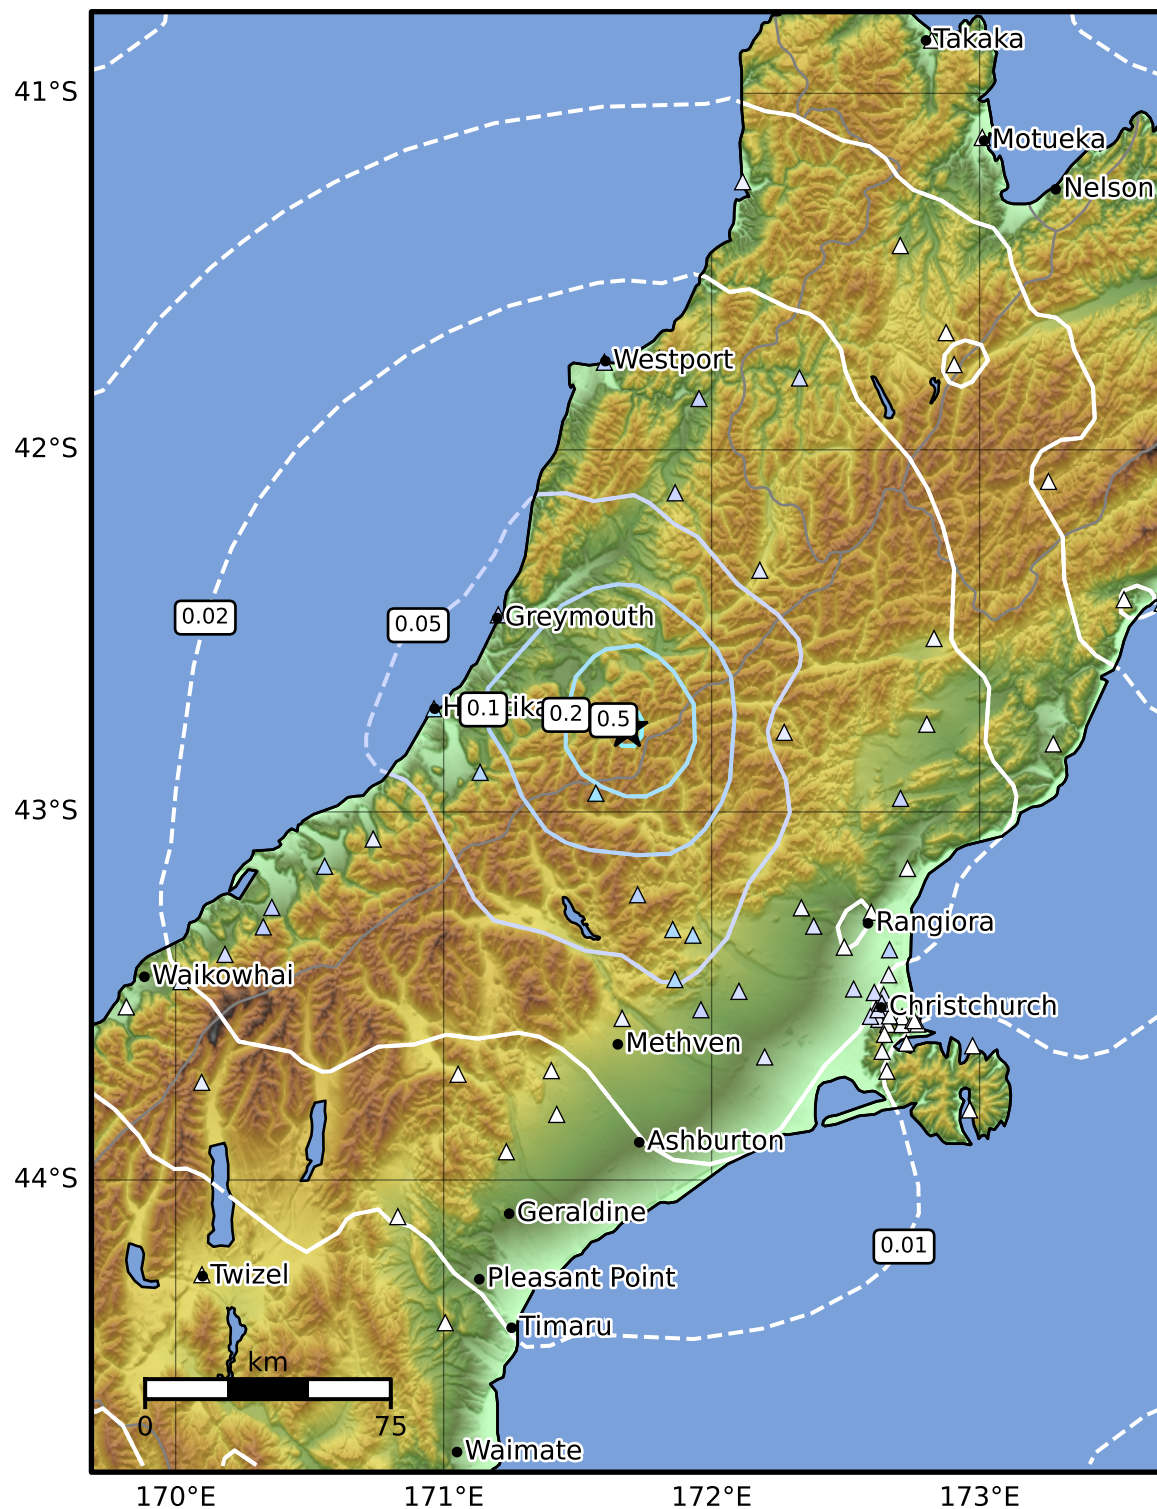 Takaka
41°S
Motueka
Nelson
Westport
42°S
0.02
0.05
Greymouth
0.1
0.2
0.5
43°S
Rangiora
Waikowhai
Christchurch
Methven
Ashburton
44°S
Geraldine
0.01
Twizel
Pleasant Point
Timaru
km
0
75
Waimate
170°E
171°E
172°E
173°E